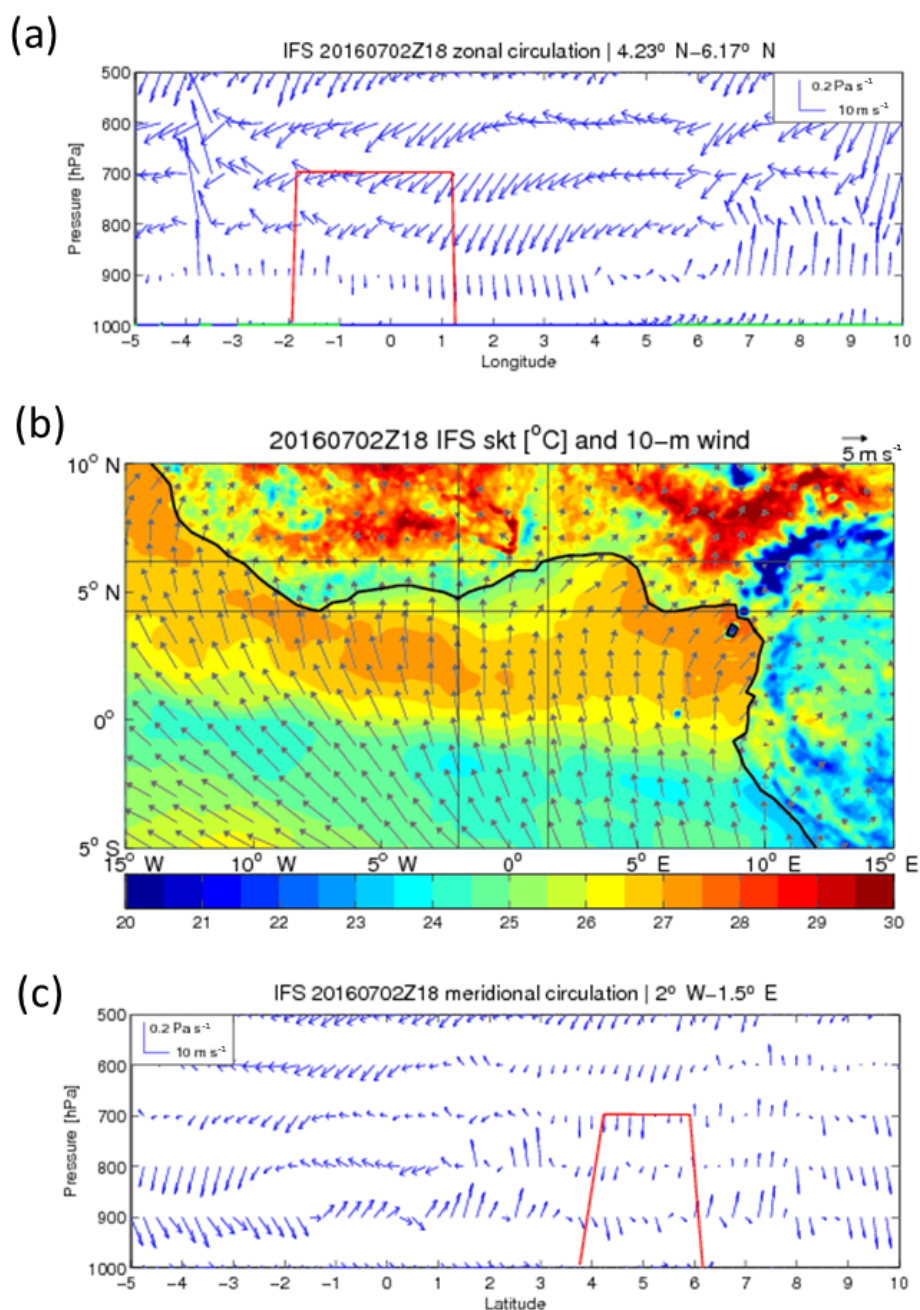 (a)
IFS 20160702Z18 zonal circulation | 4.23° N−6.17° N
0.2 Pa s⁻¹
10 m s⁻¹
Pressure [hPa]
500
600
700
800
900
1000
−5 −4 −3 −2 −1 0 1 2 3 4 5 6 7 8 9 10
Longitude
(b)
20160702Z18 IFS skt [°C] and 10−m wind
5 m s⁻¹
10° N
5° N
0°
5° S
15° W 10° W 5° W 0° 5° E 10° E 15° E
20 21 22 23 24 25 26 27 28 29 30
(c)
IFS 20160702Z18 meridional circulation | 2° W−1.5° E
0.2 Pa s⁻¹
10 m s⁻¹
Pressure [hPa]
500
600
700
800
900
1000
−5 −4 −3 −2 −1 0 1 2 3 4 5 6 7 8 9 10
Latitude